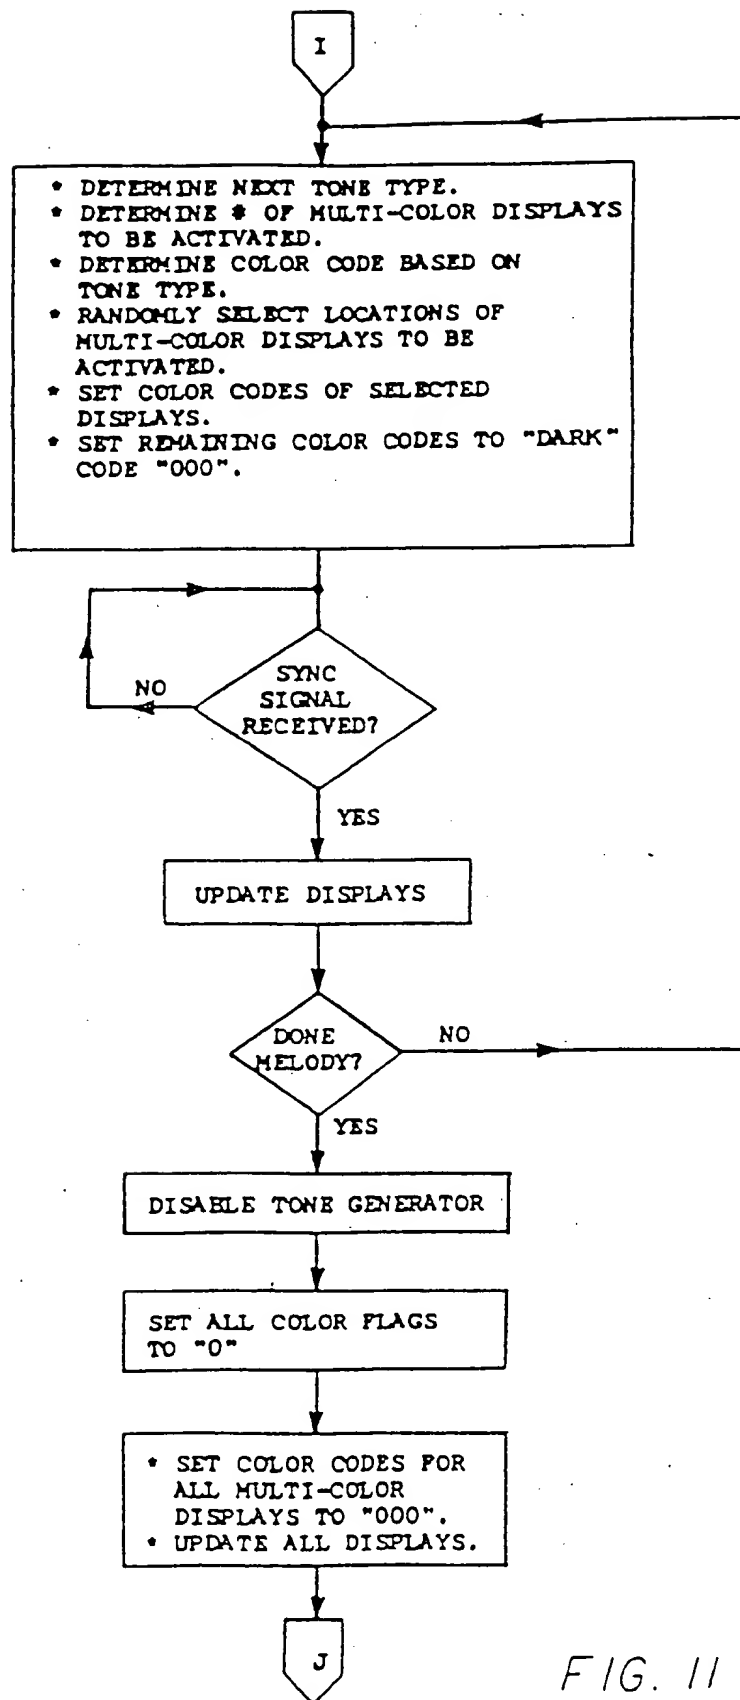 I
* DETERMINE NEXT TONE TYPE.
* DETERMINE # OF MULTI-COLOR DISPLAYS
TO BE ACTIVATED.
* DETERMINE COLOR CODE BASED ON
TONE TYPE.
* RANDOMLY SELECT LOCATIONS OF
MULTI-COLOR DISPLAYS TO BE
ACTIVATED.
* SET COLOR CODES OF SELECTED
DISPLAYS.
* SET REMAINING COLOR CODES TO "DARK"
CODE "000".
SYNC
SIGNAL
RECEIVED?
NO
YES
UPDATE DISPLAYS
DONE
MELODY?
NO
YES
DISABLE TONE GENERATOR
SET ALL COLOR FLAGS
TO "0"
* SET COLOR CODES FOR
ALL MULTI-COLOR
DISPLAYS TO "000".
* UPDATE ALL DISPLAYS.
J
FIG. 11